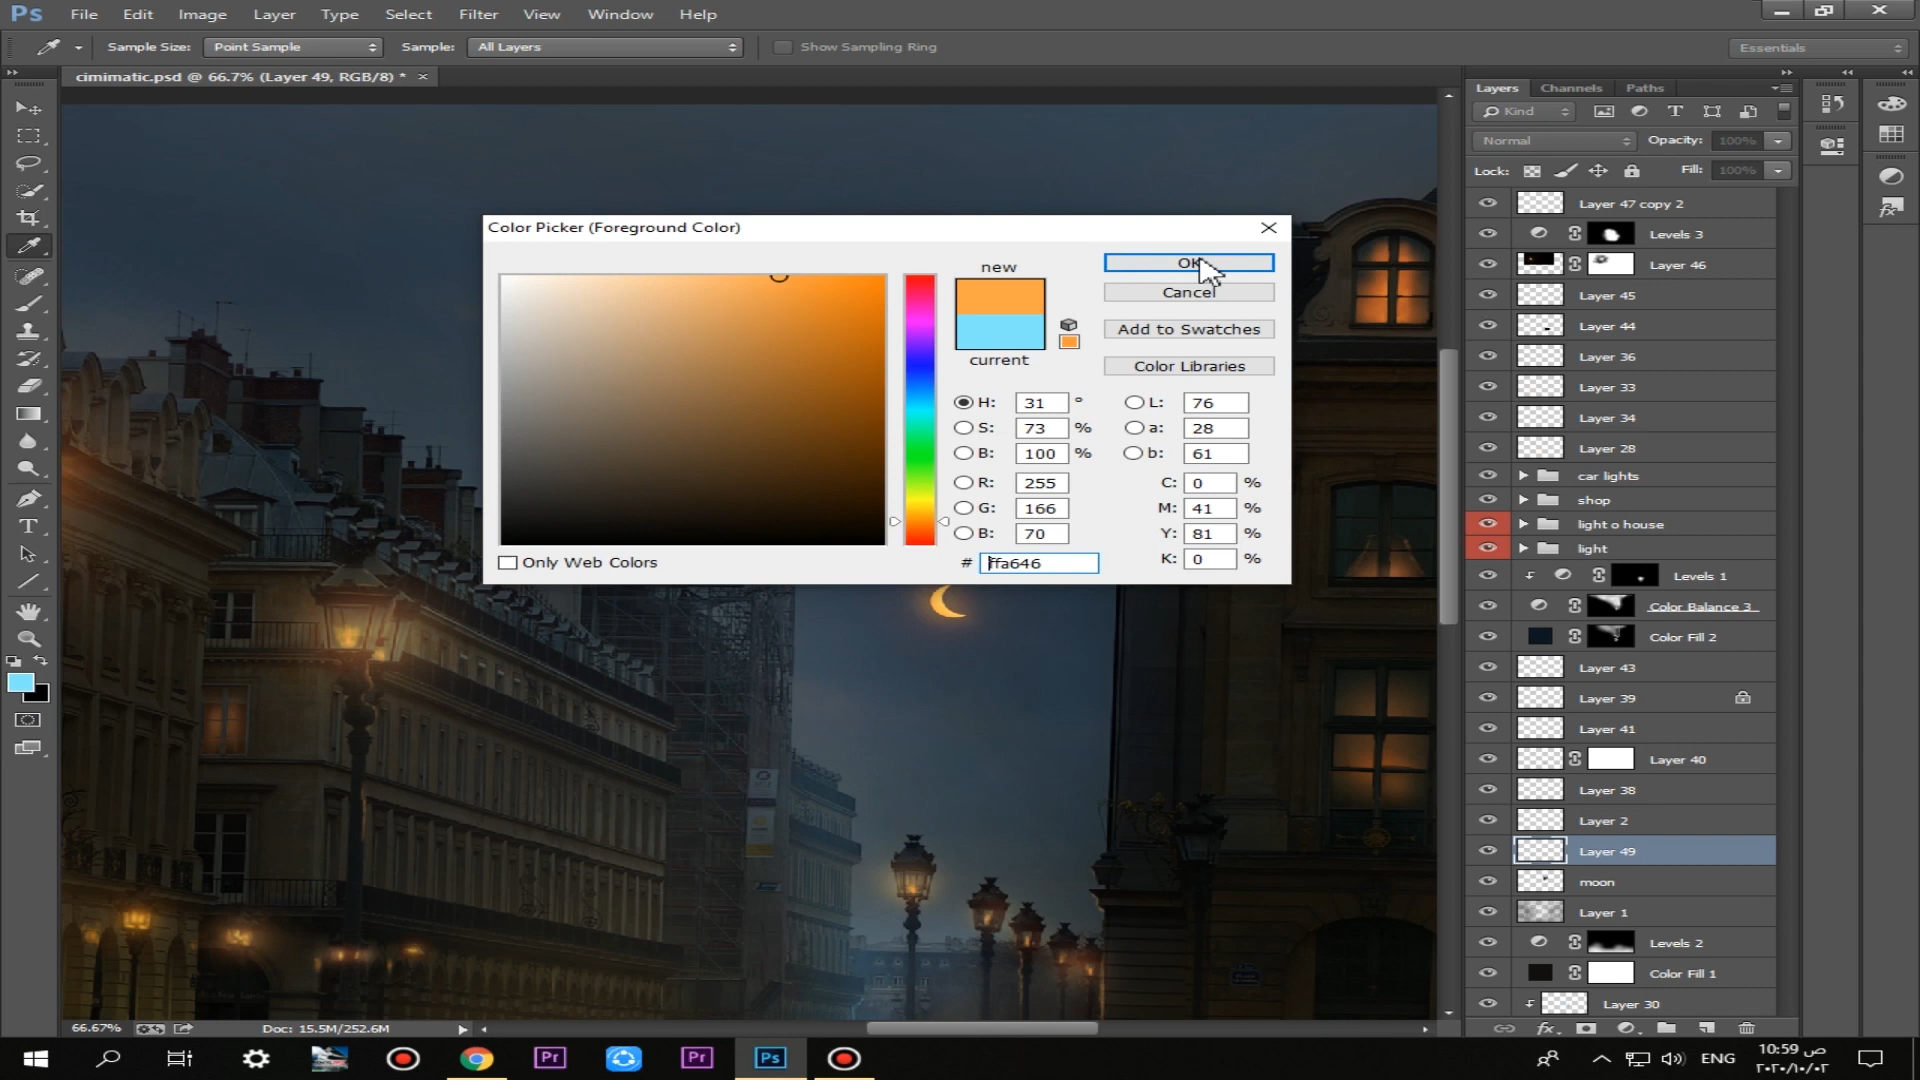 Ps File Edit Image Layer Type Select Filter View Window Help
Sample Size: Point Sample Sample: All Layers Show Sampling Ring Essentials
cimimatic.psd @ 66.7% (Layer 49, RGB/8) * ×
Layers Channels Paths
Kind
Normal Opacity: 100%
Lock: Fill: 100%
Layer 47 copy 2
Levels 3
Layer 46
Layer 45
Layer 44
Layer 36
Layer 33
Layer 34
Layer 28
car lights
shop
light o house
light
Levels 1
Color Balance 3
Color Fill 2
Layer 43
Layer 39
Layer 41
Layer 40
Layer 38
Layer 2
Layer 49
moon
Layer 1
Levels 2
Color Fill 1
Layer 30
Color Picker (Foreground Color)
new
current
OK
Cancel
Add to Swatches
Color Libraries
H: 31 ° L: 76
S: 73 % a: 28
B: 100 % b: 61
R: 255 C: 0 %
G: 166 M: 41 %
B: 70 Y: 81 %
# ffa646 K: 0 %
Only Web Colors
66.67% Doc: 15.5M/252.6M
Pr Pr Ps ENG
10:59 ص
٢٠٢٠/١٠/٠٢